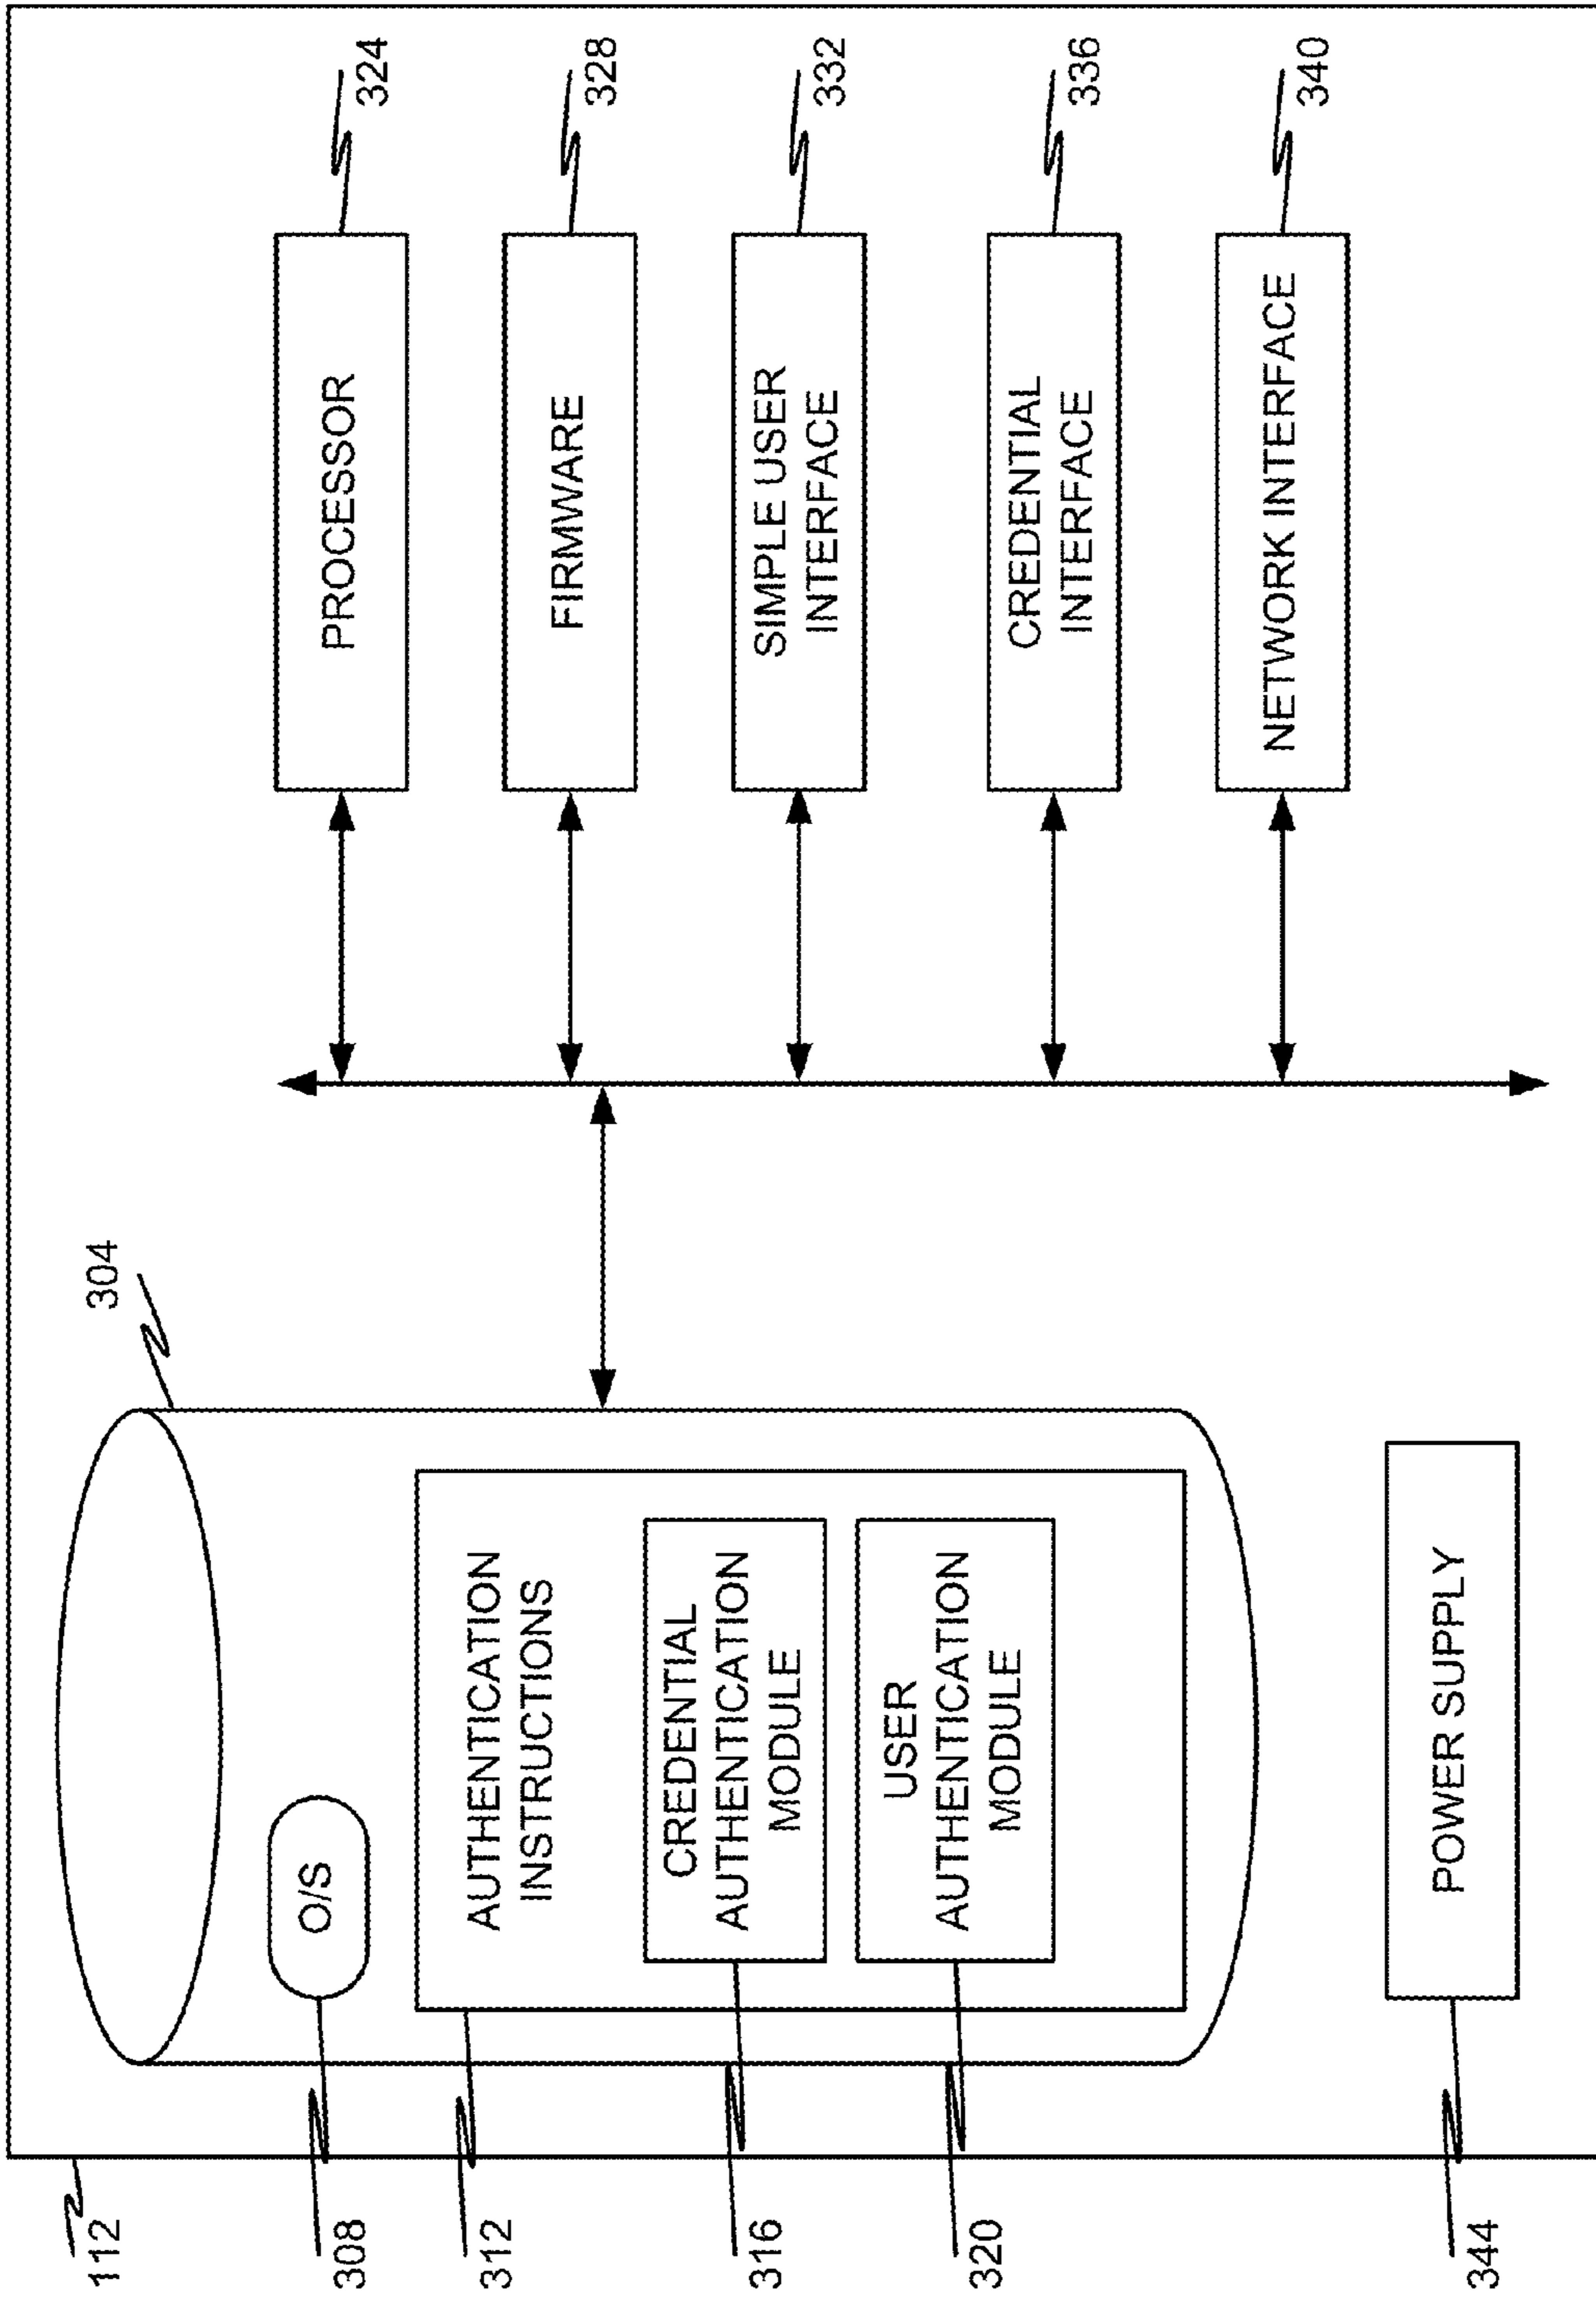 112
304
308
O/S
312
AUTHENTICATION
INSTRUCTIONS
316
CREDENTIAL
AUTHENTICATION
MODULE
320
USER
AUTHENTICATION
MODULE
344
POWER SUPPLY
PROCESSOR
324
FIRMWARE
328
SIMPLE USER
INTERFACE
332
CREDENTIAL
INTERFACE
336
NETWORK INTERFACE
340